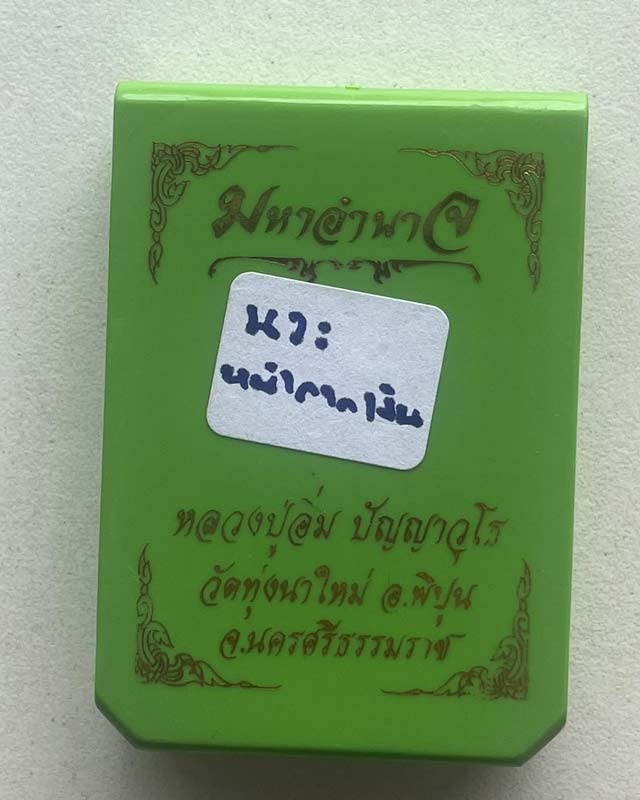 มหาอำนาจ
นวะ
หน้ากากเงิน
หลวงปู่อิ่ม ปัญญาวุโธ
วัดทุ่งนาใหม่ อ.พิปูน
จ.นครศรีธรรมราช